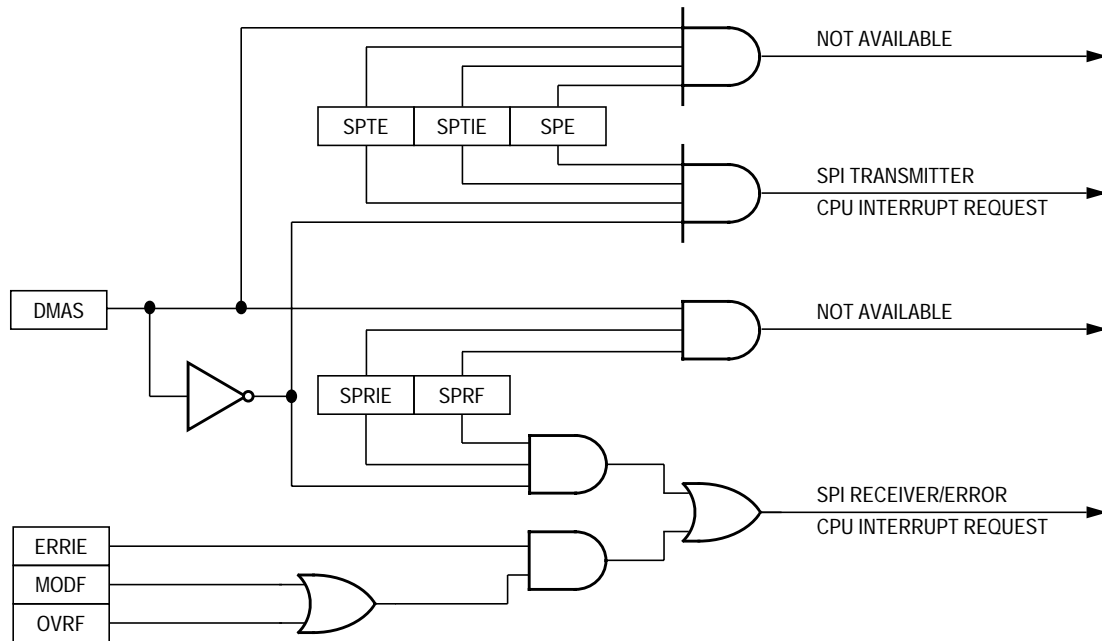 NOT AVAILABLE
SPTE SPTIE SPE
SPI TRANSMITTER
CPU INTERRUPT REQUEST
DMAS
NOT AVAILABLE
SPRIE SPRF
SPI RECEIVER/ERROR
CPU INTERRUPT REQUEST
ERRIE
MODF
OVRF